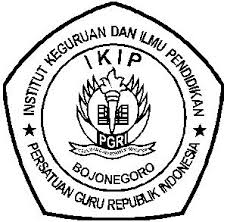 INSTITUT KEGURUAN DAN ILMU PENDIDIKAN
IKIP
PGRI
BOJONEGORO
PERSATUAN GURU REPUBLIK INDONESIA